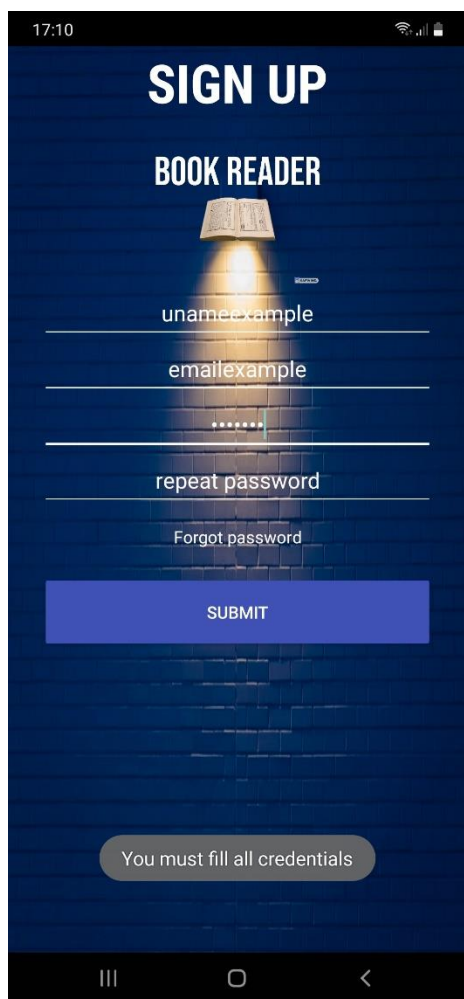 17:10
SIGN UP
BOOK READER
unameexample
emailexample
•••••••
repeat password
Forgot password
SUBMIT
You must fill all credentials